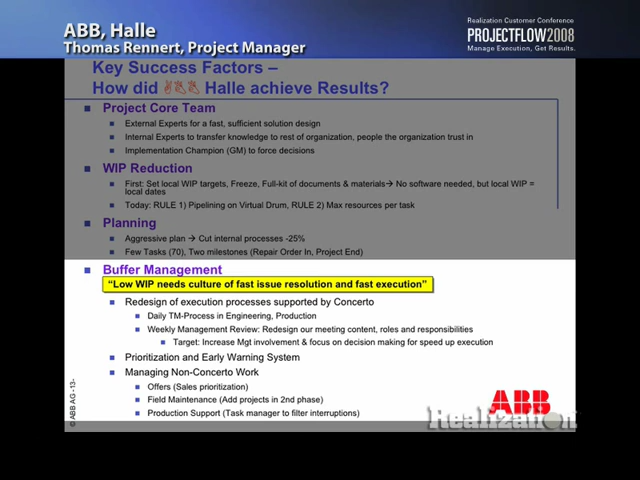 ABB, Halle
Thomas Rennert, Project Manager
Realization Customer Conference
PROJECTFLOW2008
Manage Execution, Get Results.
Key Success Factors –
How did ABB Halle achieve Results?
Project Core Team
External Experts for a fast, sufficient solution design
Internal Experts to transfer knowledge to rest of organization, people the organization trust in
Implementation Champion (GM) to force decisions
WIP Reduction
First: Set local WIP targets, Freeze, Full-kit of documents & materials→ No software needed, but local WIP =
local dates
Today: RULE 1) Pipelining on Virtual Drum, RULE 2) Max resources per task
Planning
Aggressive plan → Cut internal processes -25%
Few Tasks (70), Two milestones (Repair Order In, Project End)
Buffer Management
“Low WIP needs culture of fast issue resolution and fast execution”
Redesign of execution processes supported by Concerto
Daily TM-Process in Engineering, Production
Weekly Management Review: Redesign our meeting content, roles and responsibilities
Target: Increase Mgt involvement & focus on decision making for speed up execution
Prioritization and Early Warning System
Managing Non-Concerto Work
Offers (Sales prioritization)
Field Maintenance (Add projects in 2nd phase)
Production Support (Task manager to filter interruptions)
© ABB AG -13-
ABB
Realization